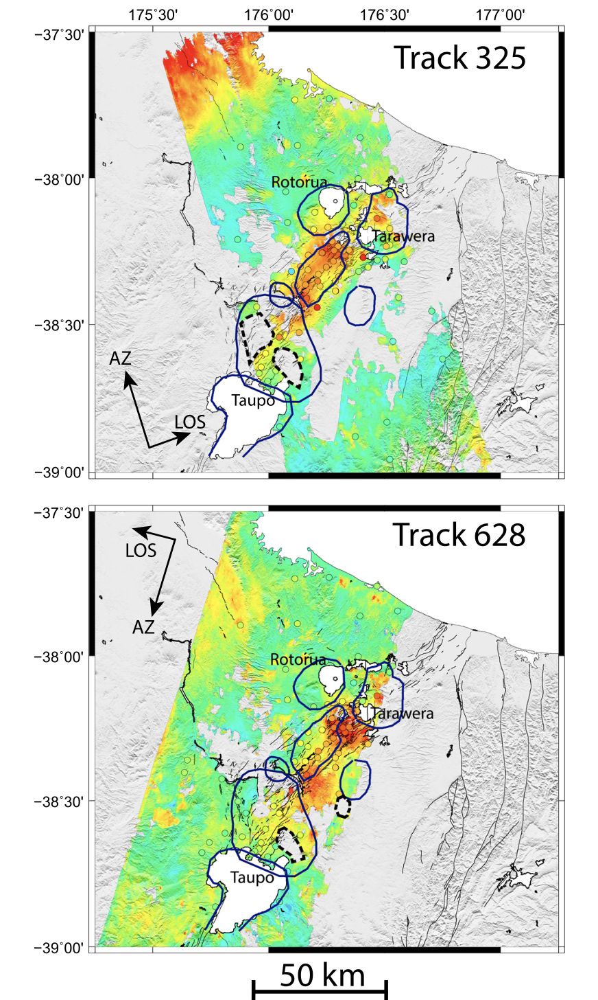 175˚30' 176˚00' 176˚30' 177˚00'
−37˚30'
Track 325
−38˚00'
Rotorua
Tarawera
−38˚30'
AZ
Taupo
LOS
−39˚00'
−37˚30'
Track 628
LOS
AZ
−38˚00'
Rotorua
Tarawera
−38˚30'
Taupo
−39˚00'
50 km